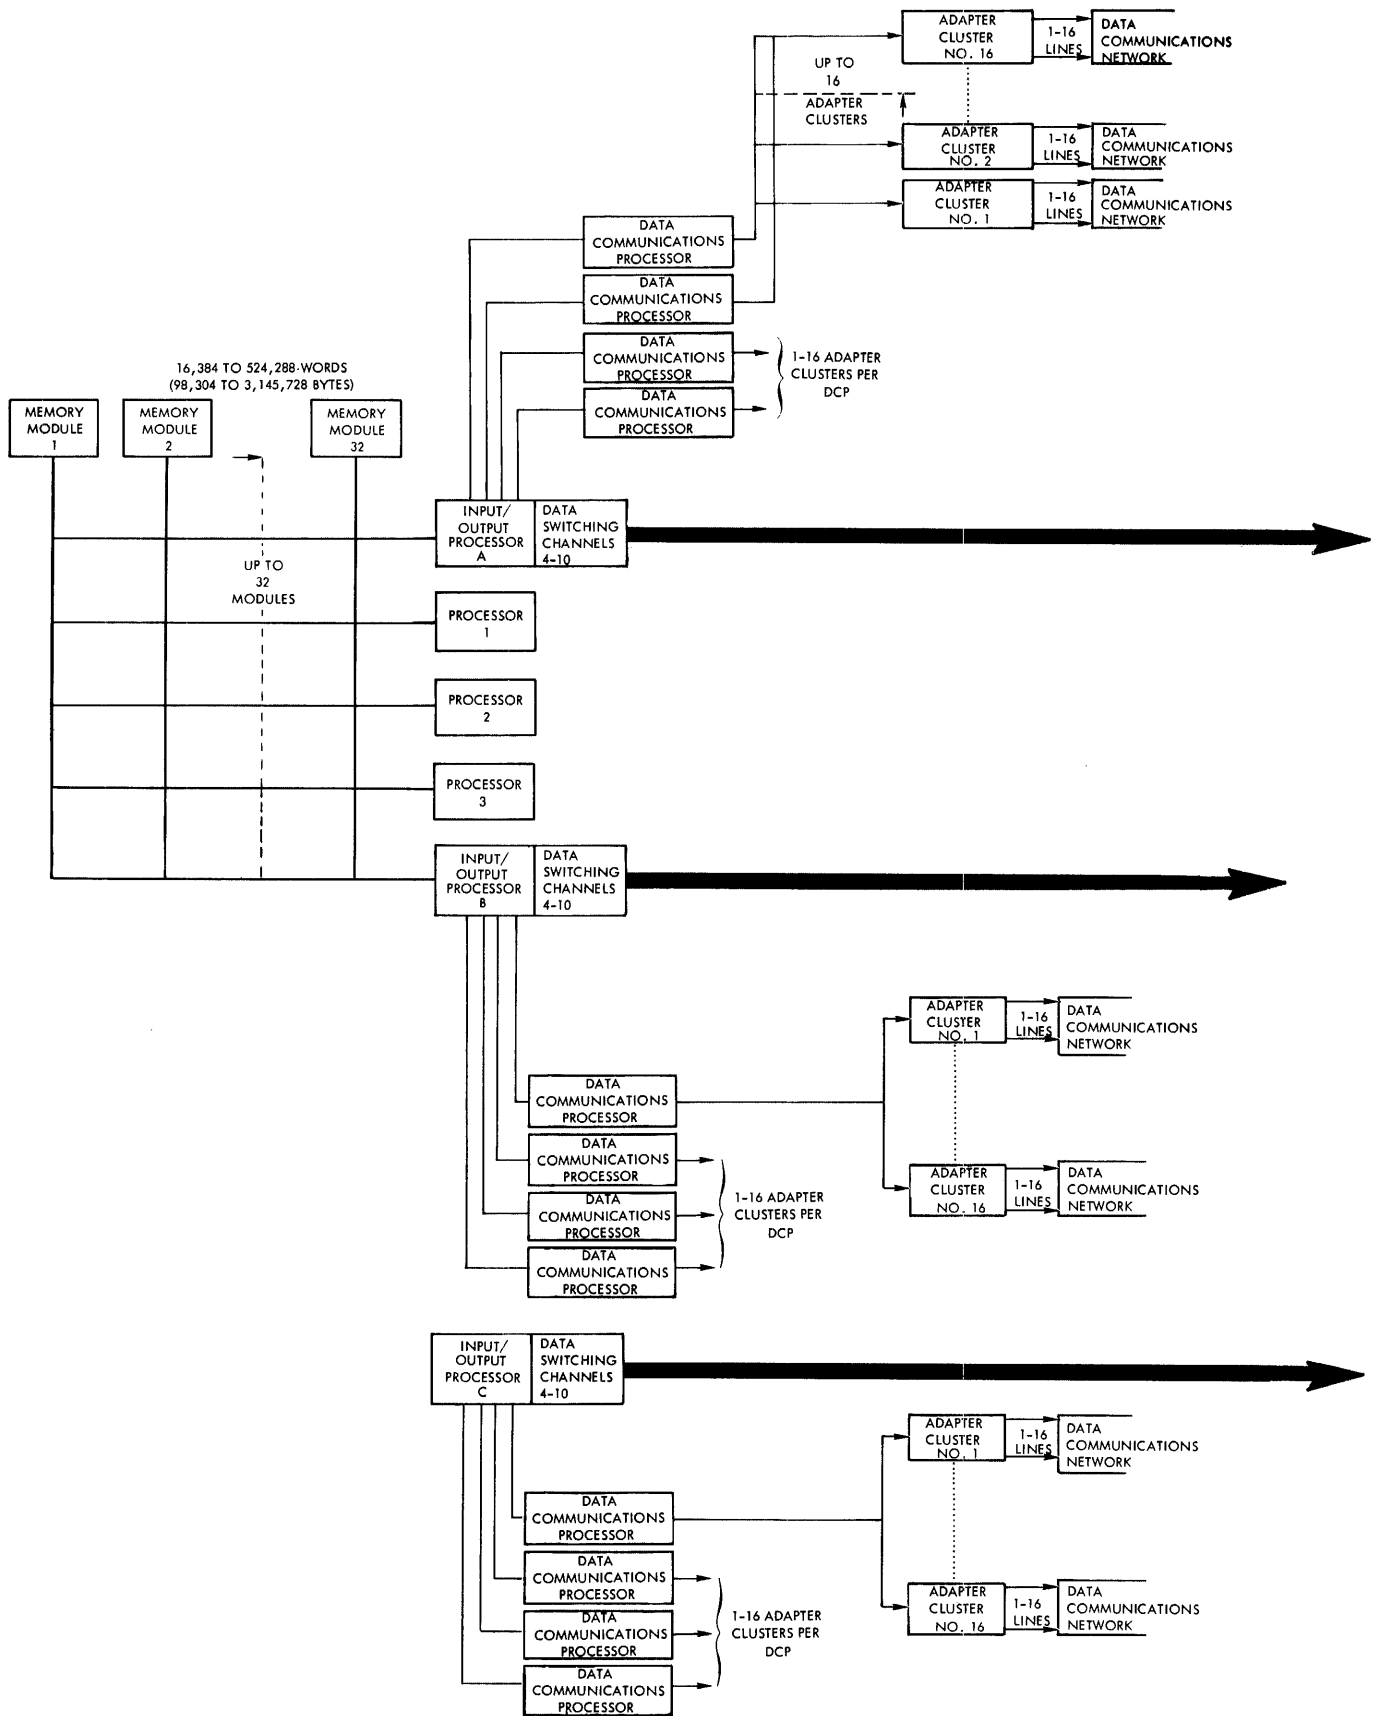 ADAPTER
CLUSTER
NO. 16
1-16
LINES
DATA
COMMUNICATIONS
NETWORK
UP TO
16
ADAPTER
CLUSTERS
ADAPTER
CLUSTER
NO. 2
1-16
LINES
DATA
COMMUNICATIONS
NETWORK
ADAPTER
CLUSTER
NO. 1
1-16
LINES
DATA
COMMUNICATIONS
NETWORK
DATA
COMMUNICATIONS
PROCESSOR
DATA
COMMUNICATIONS
PROCESSOR
DATA
COMMUNICATIONS
PROCESSOR
DATA
COMMUNICATIONS
PROCESSOR
1-16 ADAPTER
CLUSTERS PER
DCP
16,384 TO 524,288-WORDS
(98,304 TO 3,145,728 BYTES)
MEMORY
MODULE
1
MEMORY
MODULE
2
MEMORY
MODULE
32
UP TO
32
MODULES
INPUT/
OUTPUT
PROCESSOR
A
DATA
SWITCHING
CHANNELS
4-10
PROCESSOR
1
PROCESSOR
2
PROCESSOR
3
INPUT/
OUTPUT
PROCESSOR
B
DATA
SWITCHING
CHANNELS
4-10
ADAPTER
CLUSTER
NO. 1
1-16
LINES
DATA
COMMUNICATIONS
NETWORK
DATA
COMMUNICATIONS
PROCESSOR
DATA
COMMUNICATIONS
PROCESSOR
DATA
COMMUNICATIONS
PROCESSOR
DATA
COMMUNICATIONS
PROCESSOR
1-16 ADAPTER
CLUSTERS PER
DCP
ADAPTER
CLUSTER
NO. 16
1-16
LINES
DATA
COMMUNICATIONS
NETWORK
INPUT/
OUTPUT
PROCESSOR
C
DATA
SWITCHING
CHANNELS
4-10
ADAPTER
CLUSTER
NO. 1
1-16
LINES
DATA
COMMUNICATIONS
NETWORK
DATA
COMMUNICATIONS
PROCESSOR
DATA
COMMUNICATIONS
PROCESSOR
DATA
COMMUNICATIONS
PROCESSOR
DATA
COMMUNICATIONS
PROCESSOR
1-16 ADAPTER
CLUSTERS PER
DCP
ADAPTER
CLUSTER
NO. 16
1-16
LINES
DATA
COMMUNICATIONS
NETWORK